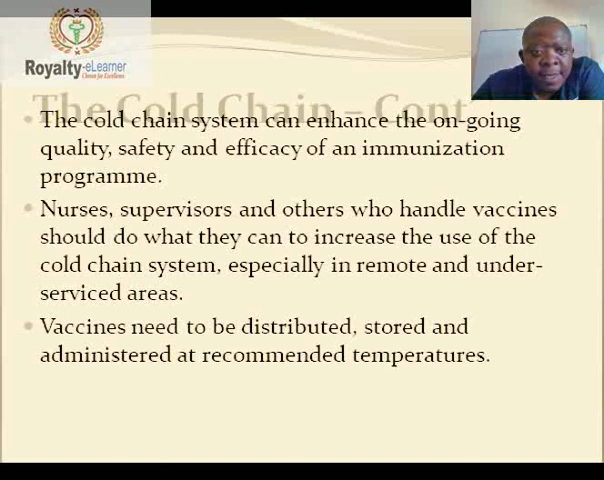 Royalty-eLearner
Chosen for Excellence
The Cold Chain – Cont
• The cold chain system can enhance the on-going
quality, safety and efficacy of an immunization
programme.
• Nurses, supervisors and others who handle vaccines
should do what they can to increase the use of the
cold chain system, especially in remote and under-
serviced areas.
• Vaccines need to be distributed, stored and
administered at recommended temperatures.